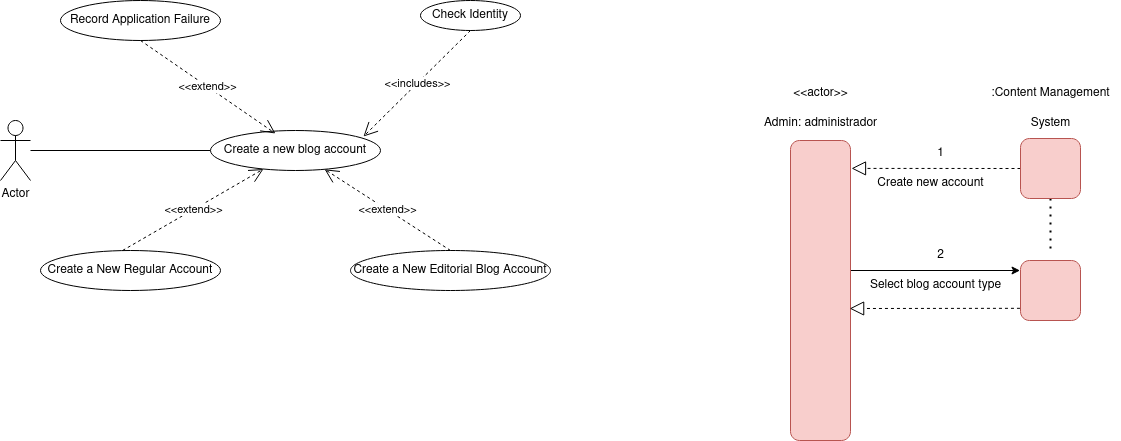 Record Application Failure
Check Identity
<<extend>>
<<includes>>
Create a new blog account
Actor
<<extend>>
<<extend>>
Create a New Regular Account
Create a New Editorial Blog Account
<<actor>>
:Content Management
Admin: administrador
System
1
Create new account
2
Select blog account type